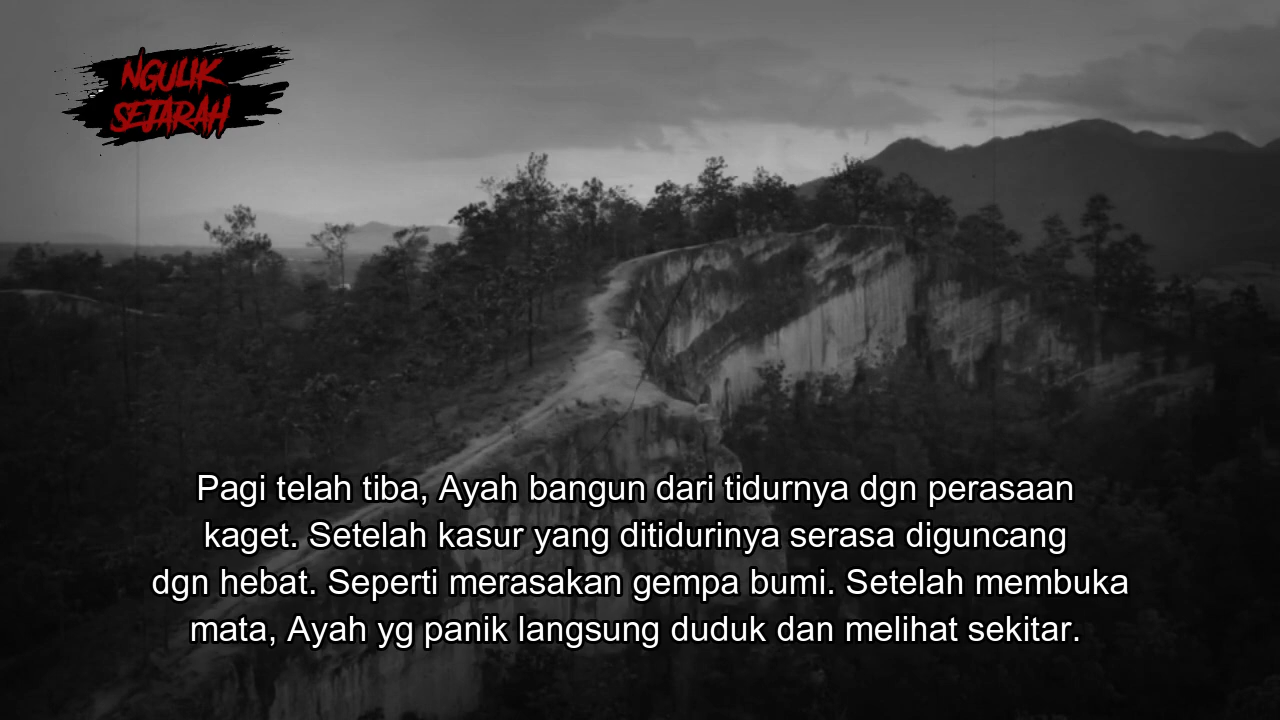 NGULIK
SEJARAH
Pagi telah tiba, Ayah bangun dari tidurnya dgn perasaan
kaget. Setelah kasur yang ditidurinya serasa diguncang
dgn hebat. Seperti merasakan gempa bumi. Setelah membuka
mata, Ayah yg panik langsung duduk dan melihat sekitar.